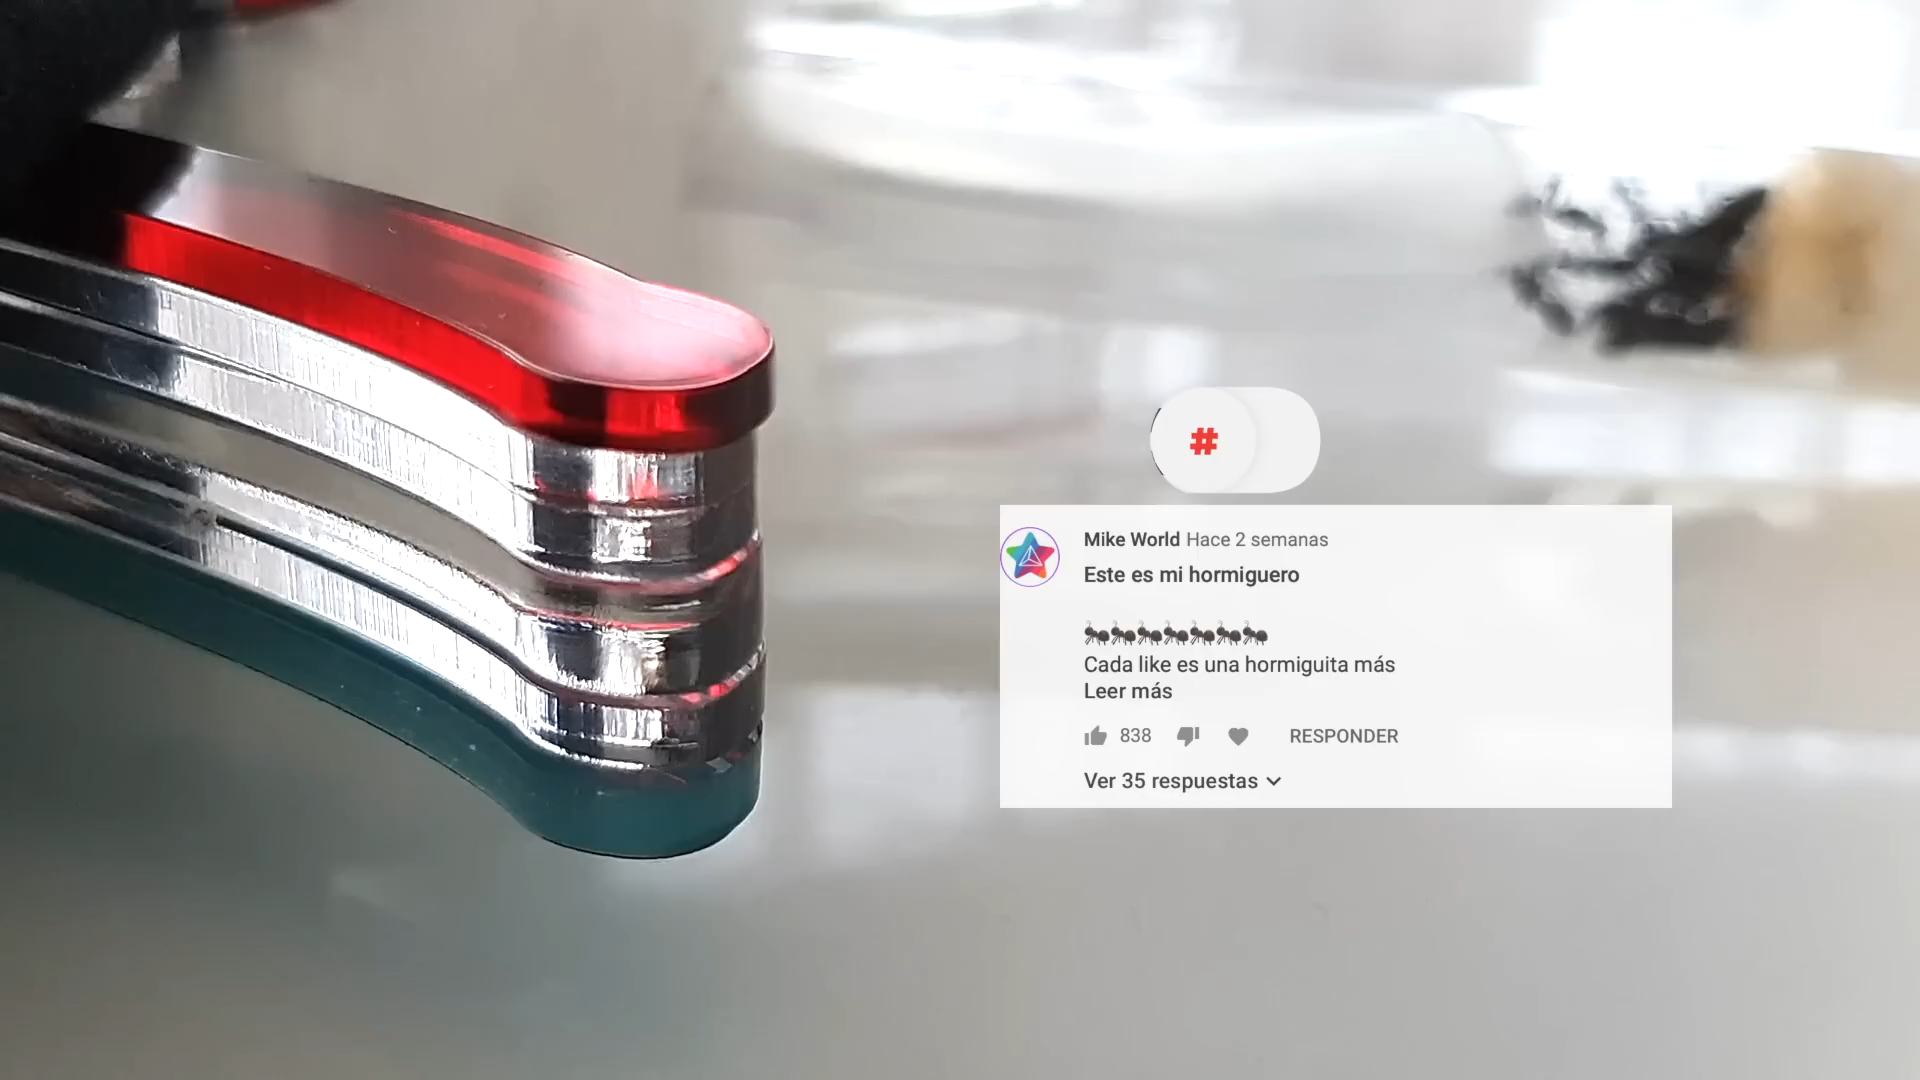 #
Mike World Hace 2 semanas
Este es mi hormiguero
🐜🐜🐜🐜🐜🐜🐜
Cada like es una hormiguita más
Leer más
838 RESPONDER
Ver 35 respuestas